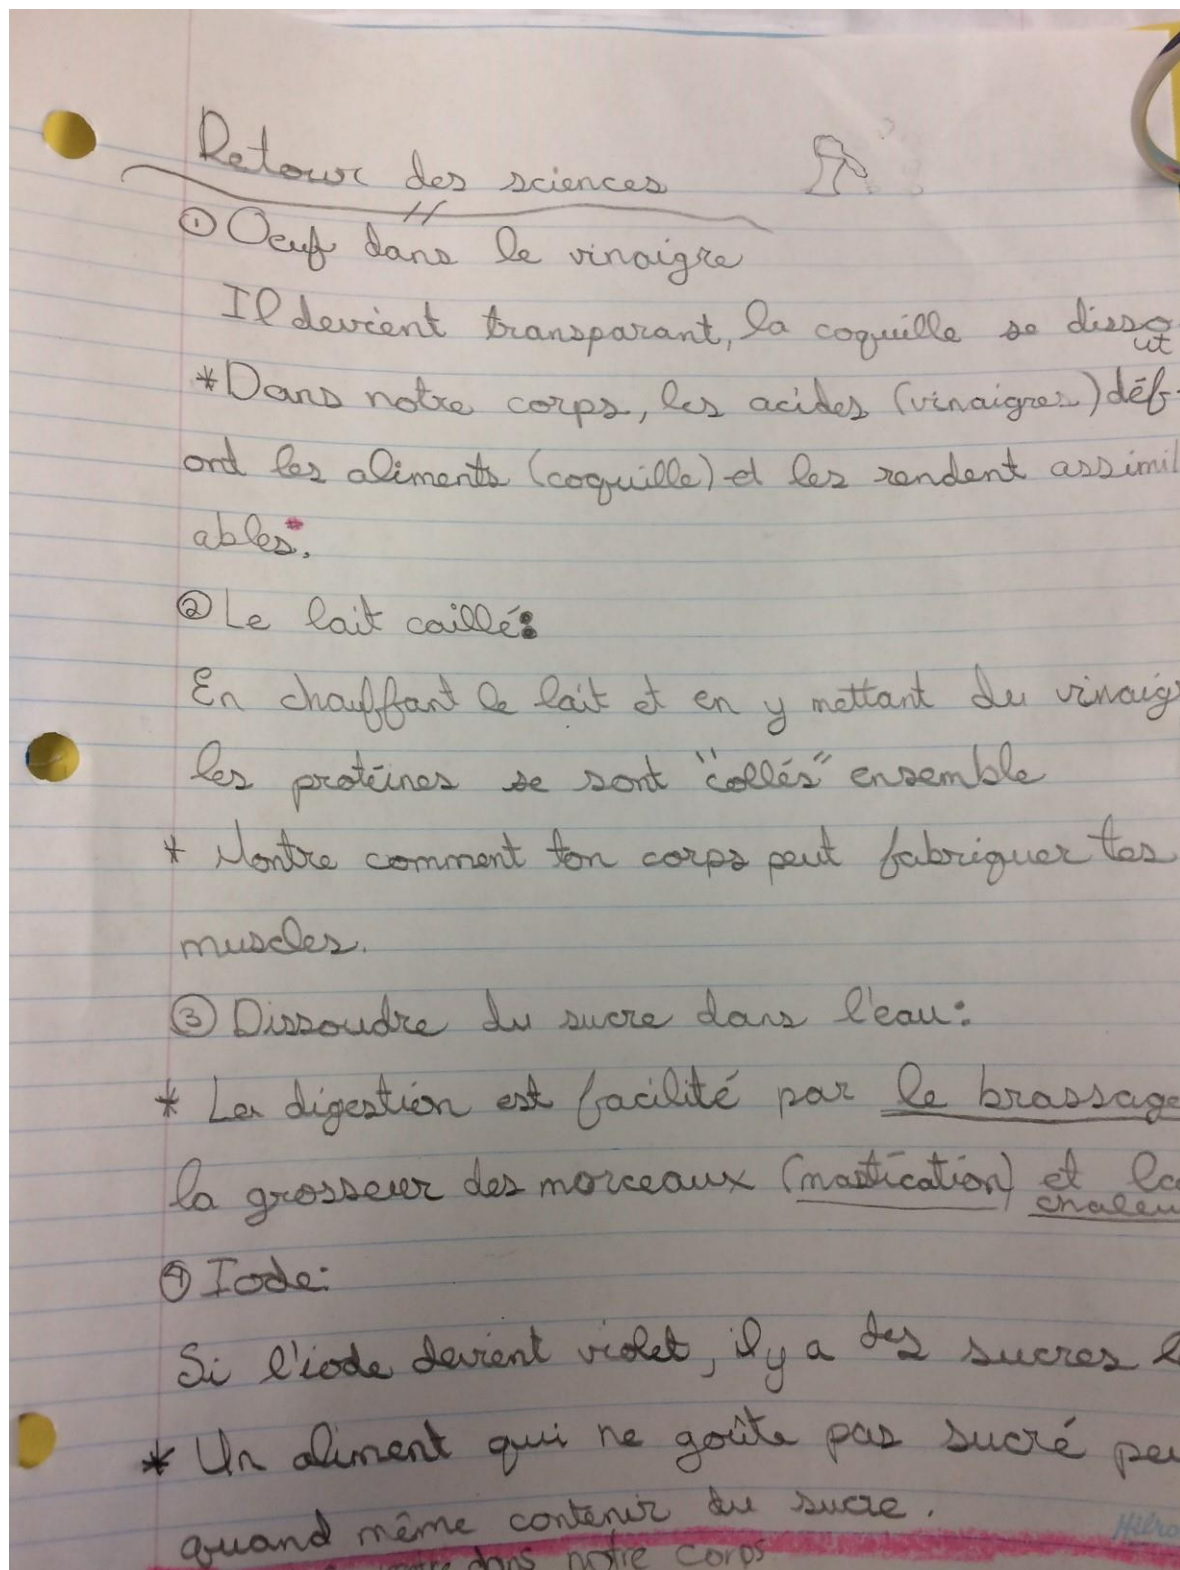 Retour des sciences
① Oeuf dans le vinaigre
Il devient transparant, la coquille se disso
ut
*Dans notre corps, les acides (vinaigres) déf-
ont les aliments (coquille) et les rendent assimil
ables.*
② Le lait caillé:
En chauffant le lait et en y mettant du vinaig
les protéines se sont "collés" ensemble
* Montre comment ton corps peut fabriquer tes
muscles.
③ Dissoudre du sucre dans l'eau:
* La digestion est facilité par le brassage
la grosseur des morceaux (mastication) et la
chaleu
④ Iode:
Si l'iode devient violet, il y a des sucres
* Un aliment qui ne goûte pas sucré peu
quand même contenir du sucre.
Hilro
dans notre corps